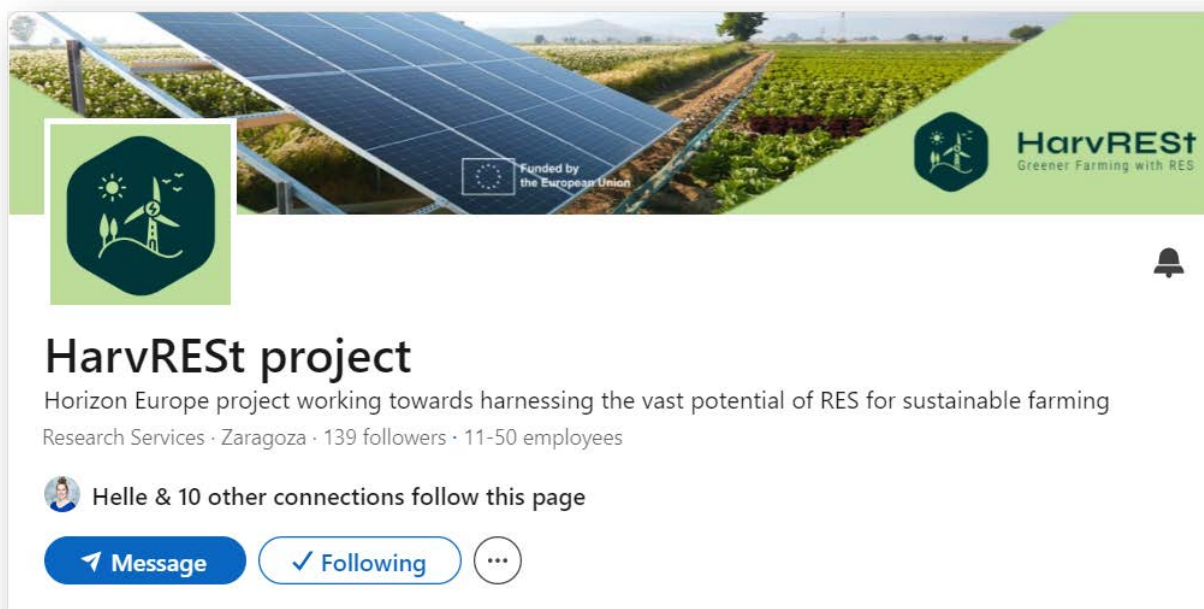 Funded by
the European Union
HarvRESt
Greener Farming with RES
HarvRESt project
Horizon Europe project working towards harnessing the vast potential of RES for sustainable farming
Research Services · Zaragoza · 139 followers · 11-50 employees
Helle & 10 other connections follow this page
Message
Following